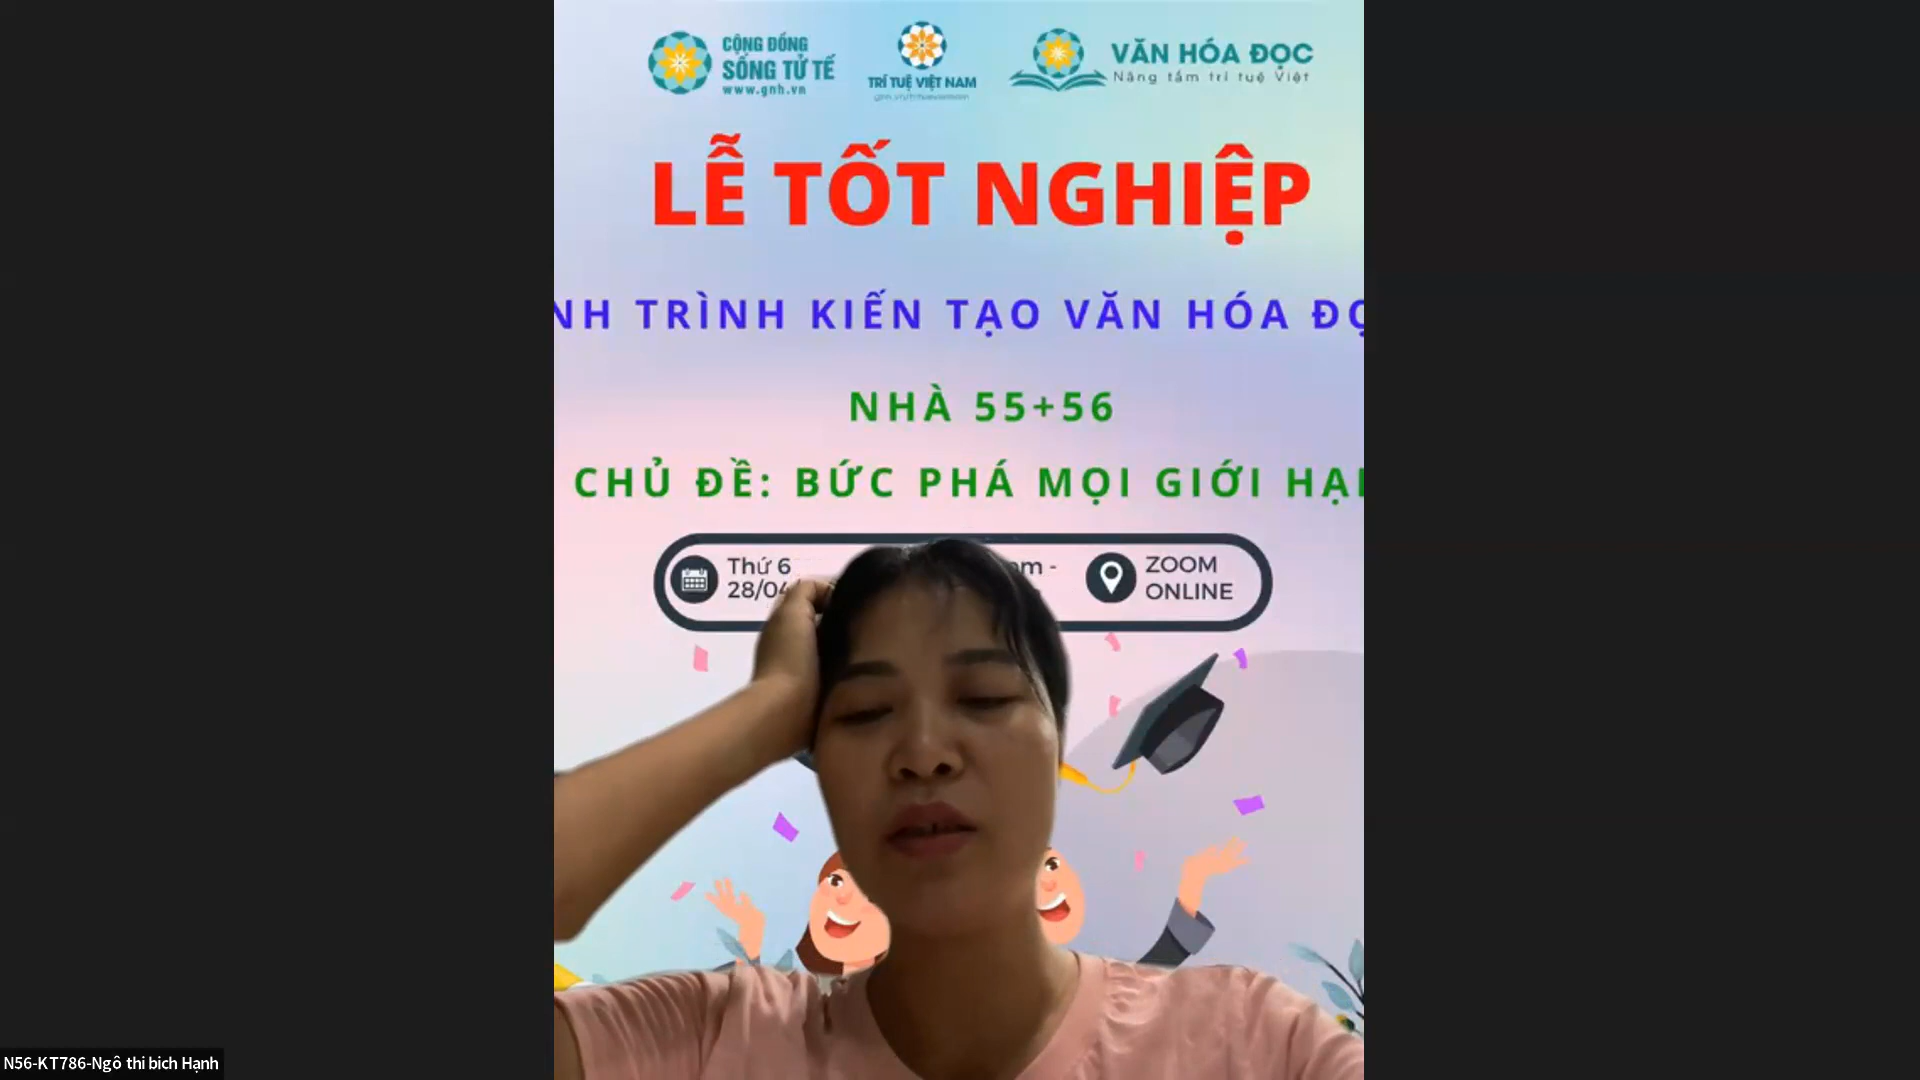 CỘNG ĐỒNG
SỐNG TỬ TẾ
www.gnh.vn
TRÍ TUỆ VIỆT NAM
VĂN HÓA ĐỌC
Nâng tầm trí tuệ Việt
LỄ TỐT NGHIỆP
NH TRÌNH KIẾN TẠO VĂN HÓA ĐỌ
NHÀ 55+56
CHỦ ĐỀ: BỨC PHÁ MỌI GIỚI HẠ
Thứ 6
28/04
ZOOM
ONLINE
N56-KT786-Ngô thi bich Hạnh